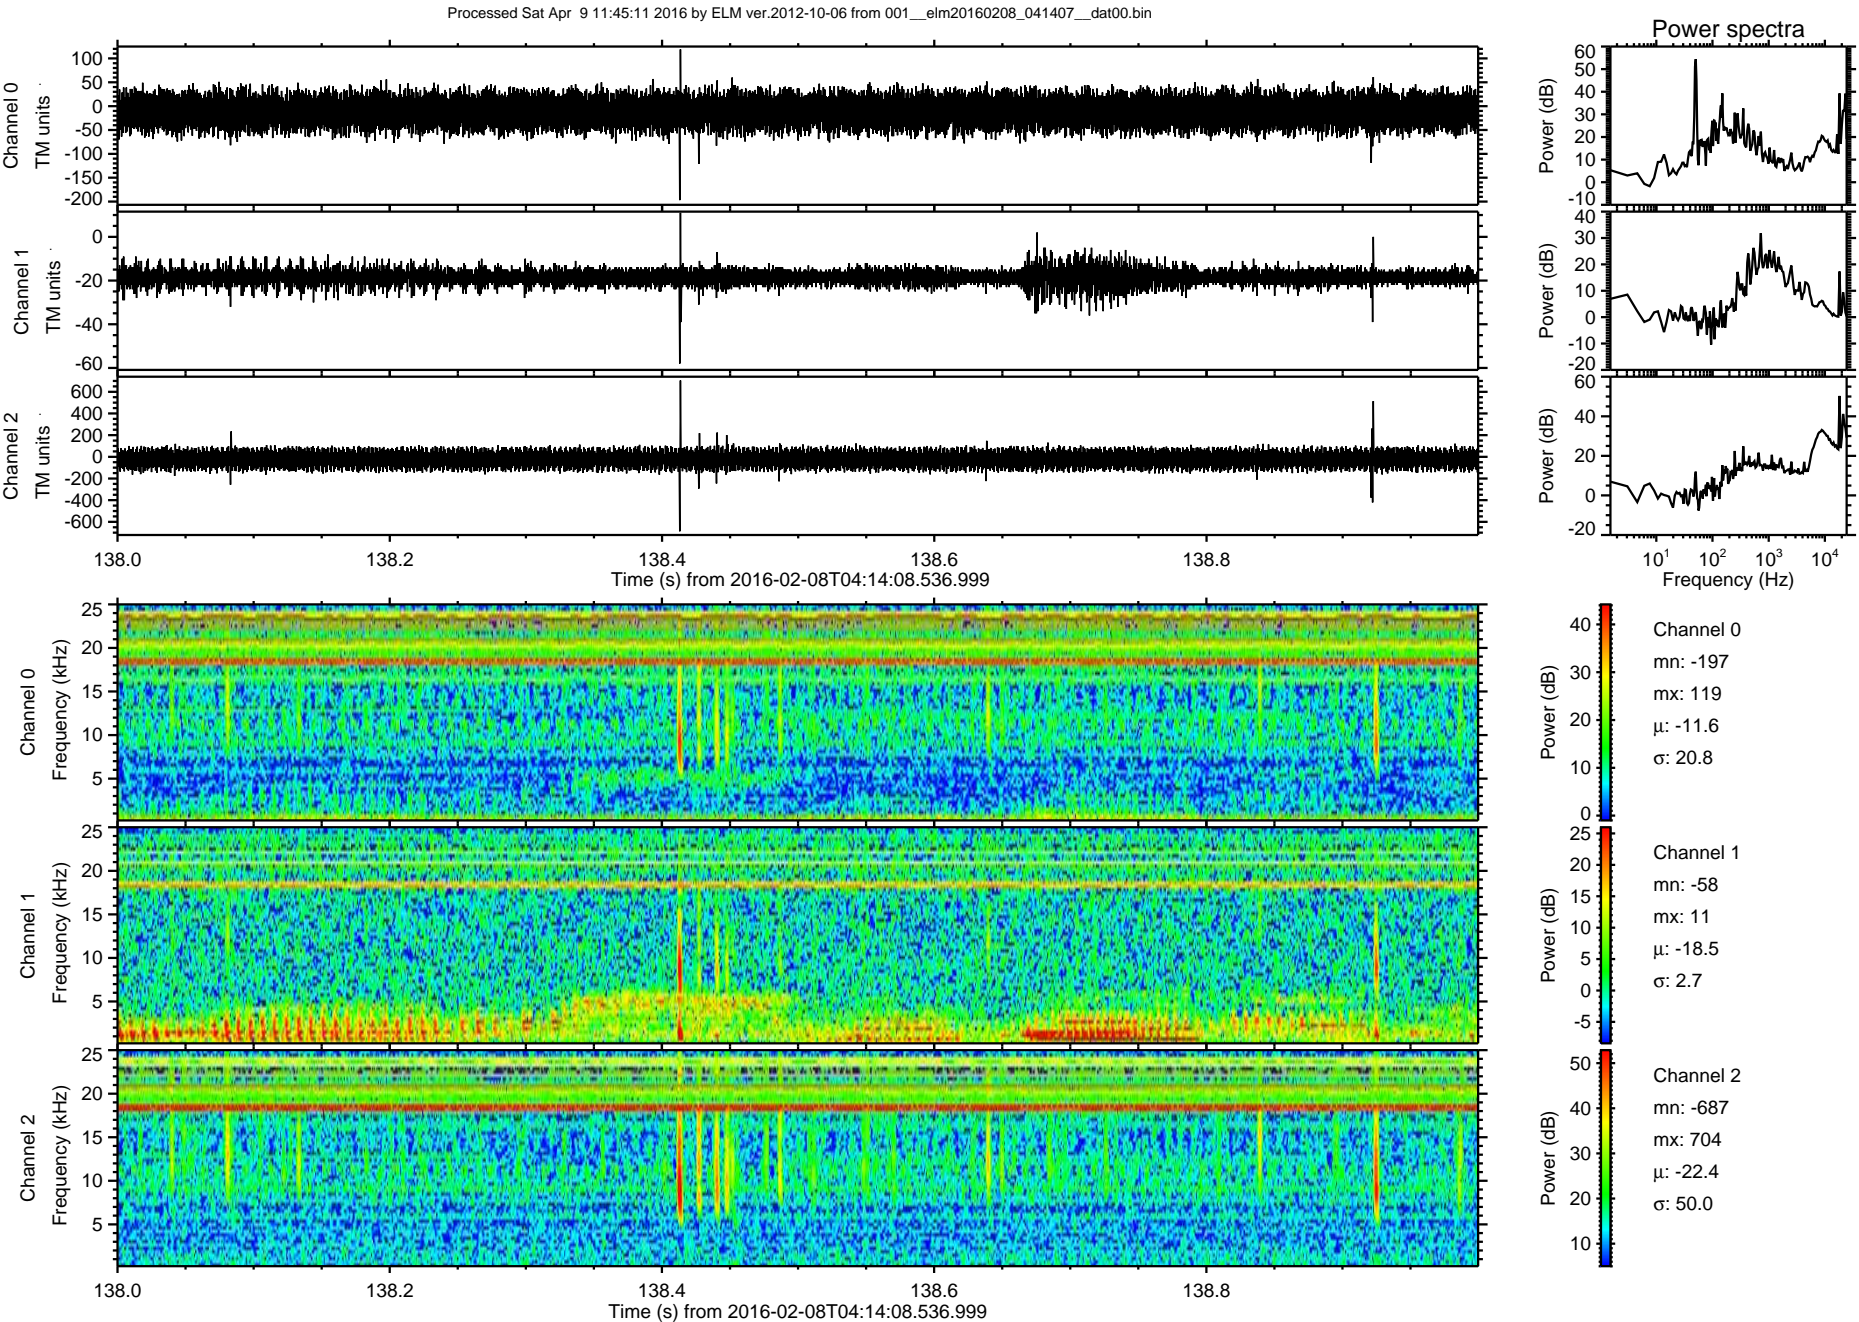 Processed Sat Apr 9 11:45:11 2016 by ELM ver.2012-10-06 from 001__elm20160208_041407__dat00.bin
Power spectra
Channel 0
TM units
100
50
0
-50
-100
-150
-200
Power (dB)
60
50
40
30
20
10
0
-10
Channel 1
TM units
0
-20
-40
-60
Power (dB)
40
30
20
10
0
-10
-20
Channel 2
TM units
600
400
200
0
-200
-400
-600
Power (dB)
60
40
20
0
-20
138.0 138.2 138.4 138.6 138.8
Time (s) from 2016-02-08T04:14:08.536.999
10¹ 10² 10³ 10⁴
Frequency (Hz)
Channel 0
Frequency (kHz)
25
20
15
10
5
Power (dB)
40
30
20
10
0
Channel 0
mn: -197
mx: 119
μ: -11.6
σ: 20.8
Channel 1
Frequency (kHz)
25
20
15
10
5
Power (dB)
25
20
15
10
5
0
-5
Channel 1
mn: -58
mx: 11
μ: -18.5
σ: 2.7
Channel 2
Frequency (kHz)
25
20
15
10
5
Power (dB)
50
40
30
20
10
Channel 2
mn: -687
mx: 704
μ: -22.4
σ: 50.0
138.0 138.2 138.4 138.6 138.8
Time (s) from 2016-02-08T04:14:08.536.999